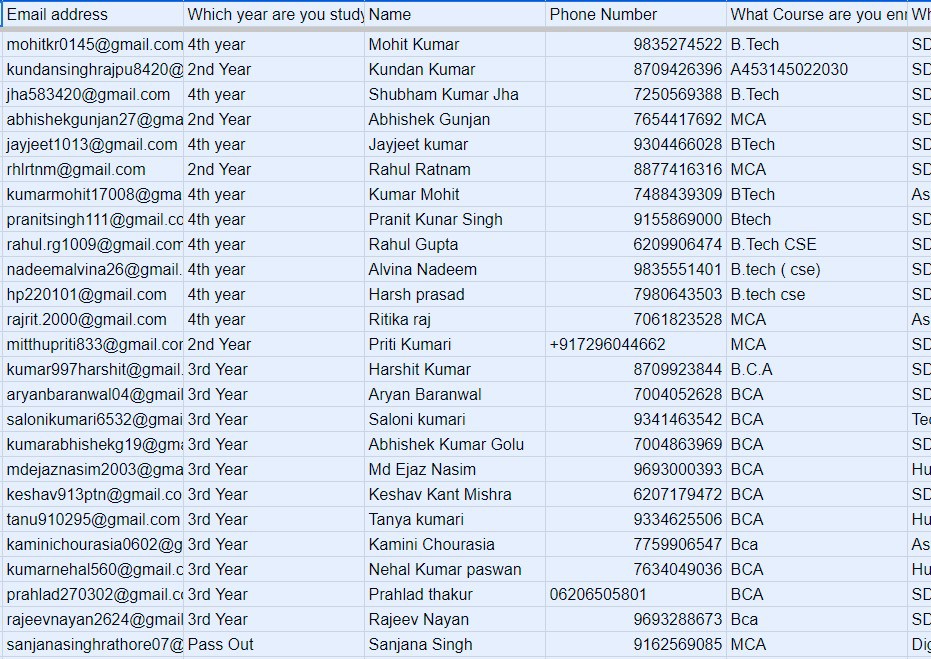 Email address Which year are you study Name Phone Number What Course are you enr Wh
mohitkr0145@gmail.com 4th year Mohit Kumar 9835274522 B.Tech SD
kundansinghrajpu8420@ 2nd Year Kundan Kumar 8709426396 A453145022030 SD
jha583420@gmail.com 4th year Shubham Kumar Jha 7250569388 B.Tech SD
abhishekgunjan27@gma 2nd Year Abhishek Gunjan 7654417692 MCA SD
jayjeet1013@gmail.com 4th year Jayjeet kumar 9304466028 BTech SD
rhlrtnm@gmail.com 2nd Year Rahul Ratnam 8877416316 MCA SD
kumarmohit17008@gma 4th year Kumar Mohit 7488439309 BTech As
pranitsingh111@gmail.co 4th year Pranit Kunar Singh 9155869000 Btech SD
rahul.rg1009@gmail.com 4th year Rahul Gupta 6209906474 B.Tech CSE SD
nadeemalvina26@gmail. 4th year Alvina Nadeem 9835551401 B.tech ( cse) SD
hp220101@gmail.com 4th year Harsh prasad 7980643503 B.tech cse SD
rajrit.2000@gmail.com 4th year Ritika raj 7061823528 MCA As
mitthupriti833@gmail.cor 2nd Year Priti Kumari +917296044662 MCA SD
kumar997harshit@gmail. 3rd Year Harshit Kumar 8709923844 B.C.A SD
aryanbaranwal04@gmail 3rd Year Aryan Baranwal 7004052628 BCA SD
salonikumari6532@gmai 3rd Year Saloni kumari 9341463542 BCA Tec
kumarabhishekg19@gma 3rd Year Abhishek Kumar Golu 7004863969 BCA SD
mdejaznasim2003@gma 3rd Year Md Ejaz Nasim 9693000393 BCA Hu
keshav913ptn@gmail.co 3rd Year Keshav Kant Mishra 6207179472 BCA SD
tanu910295@gmail.com 3rd Year Tanya kumari 9334625506 BCA Hu
kaminichourasia0602@g 3rd Year Kamini Chourasia 7759906547 Bca As
kumarnehal560@gmail.c 3rd Year Nehal Kumar paswan 7634049036 BCA Hu
prahlad270302@gmail.co 3rd Year Prahlad thakur 06206505801 BCA SD
rajeevnayan2624@gmail 3rd Year Rajeev Nayan 9693288673 Bca SD
sanjanasinghrathore07@ Pass Out Sanjana Singh 9162569085 MCA Dig